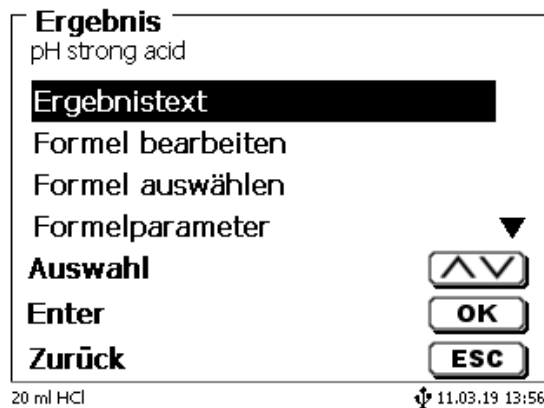 Ergebnis
pH strong acid
Ergebnistext
Formel bearbeiten
Formel auswählen
Formelparameter
Auswahl
Enter OK
Zurück ESC
20 ml HCl 11.03.19 13:56